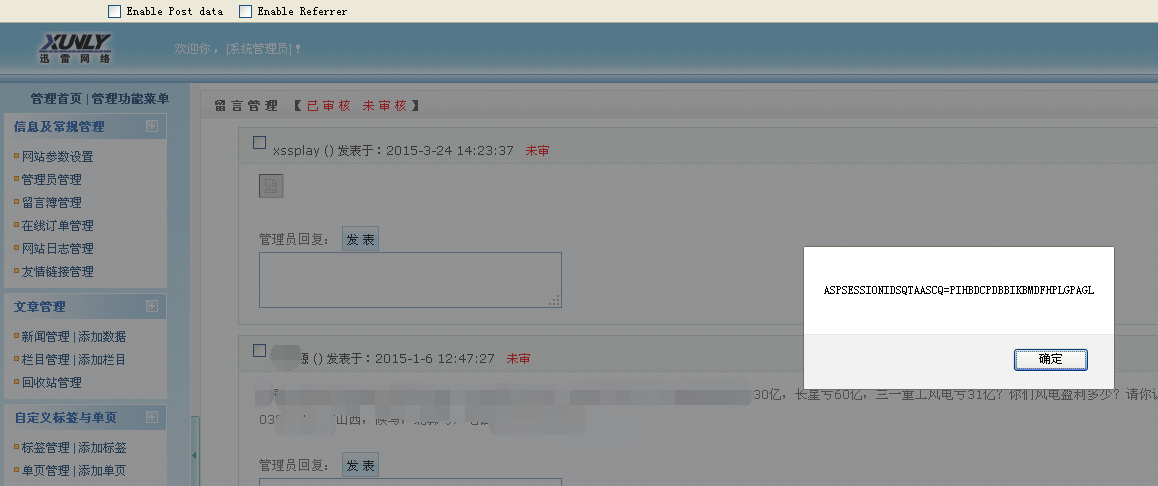 Enable Post data Enable Referrer
XUNLY
迅雷网络
欢迎你，[系统管理员]！
管理首页 | 管理功能菜单
信息及常规管理
网站参数设置
管理员管理
留言簿管理
在线订单管理
网站日志管理
友情链接管理
文章管理
新闻管理 | 添加数据
栏目管理 | 添加栏目
回收站管理
自定义标签与单页
标签管理 | 添加标签
单页管理 | 添加单页
留言管理 【已审核 未审核】
xssplay () 发表于：2015-3-24 14:23:37 未审
管理员回复： 发表
ASPSESSIONIDSQTAASCQ=PIHBDCPDBBIKBMDFHPLGPAGL
确定
() 发表于：2015-1-6 12:47:27 未审
30亿，长星亏60亿，三一重工风电亏31亿？你们风电盈利多少？请你
03 山西，侯马，
管理员回复： 发表